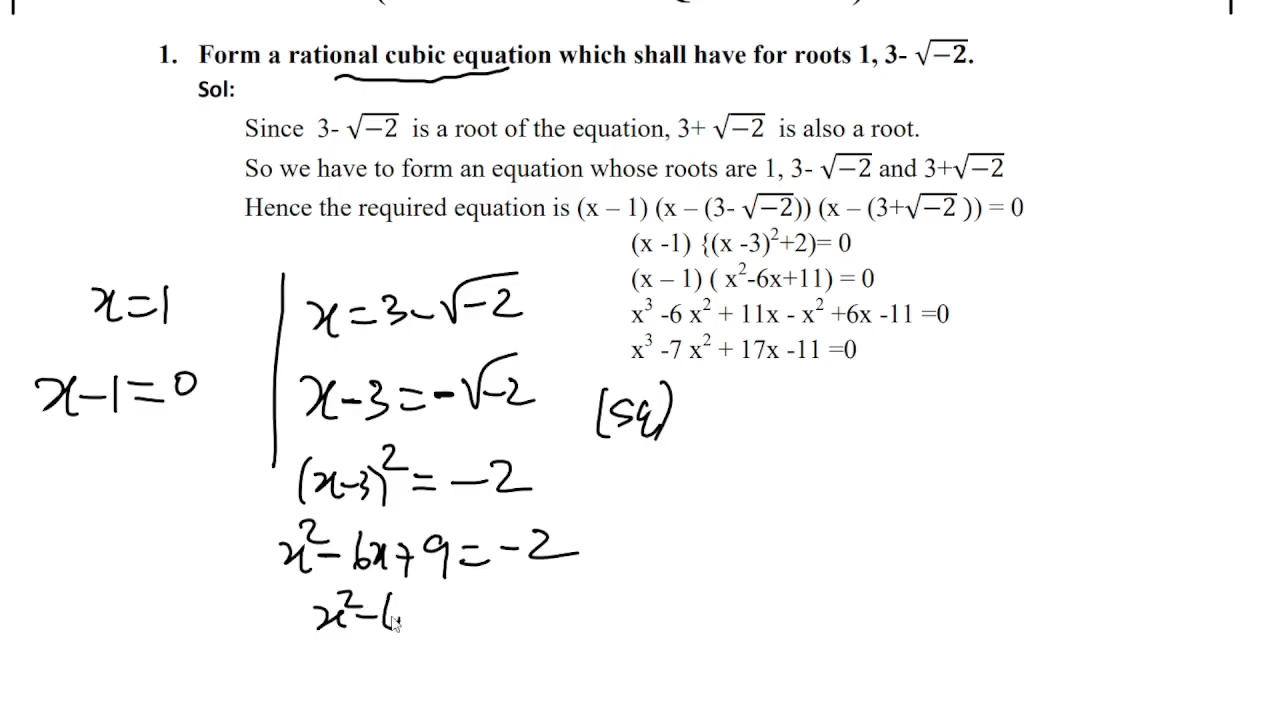 1. Form a rational cubic equation which shall have for roots 1, 3- √−2.
Sol:
Since 3- √−2 is a root of the equation, 3+ √−2 is also a root.
So we have to form an equation whose roots are 1, 3- √−2 and 3+√−2
Hence the required equation is (x – 1) (x – (3- √−2)) (x – (3+√−2 )) = 0
(x -1) {(x -3)²+2)= 0
(x – 1) ( x²-6x+11) = 0
x³ -6 x² + 11x - x² +6x -11 =0
x³ -7 x² + 17x -11 =0
x=1
x-1=0
x=3-√-2
x-3=-√-2 (sq)
(x-3)²=-2
x²-6x+9=-2
x²-6